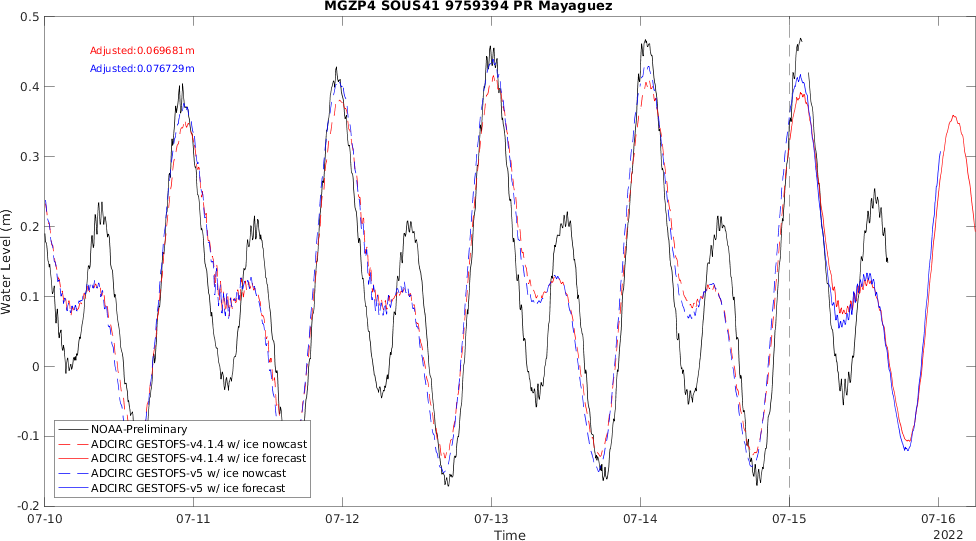 MGZP4 SOUS41 9759394 PR Mayaguez
0.5
Adjusted:0.069681m
Adjusted:0.076729m
0.4
0.3
0.2
0.1
0
-0.1
-0.2
Water Level (m)
NOAA-Preliminary
ADCIRC GESTOFS-v4.1.4 w/ ice nowcast
ADCIRC GESTOFS-v4.1.4 w/ ice forecast
ADCIRC GESTOFS-v5 w/ ice nowcast
ADCIRC GESTOFS-v5 w/ ice forecast
07-10 07-11 07-12 07-13 07-14 07-15 07-16
Time
2022